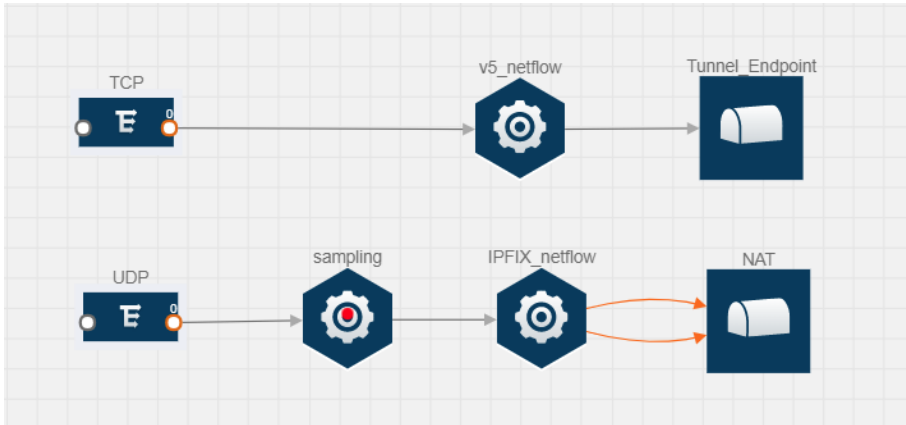 TCP
v5_netflow
Tunnel_Endpoint
0
UDP
sampling
IPFIX_netflow
NAT
0